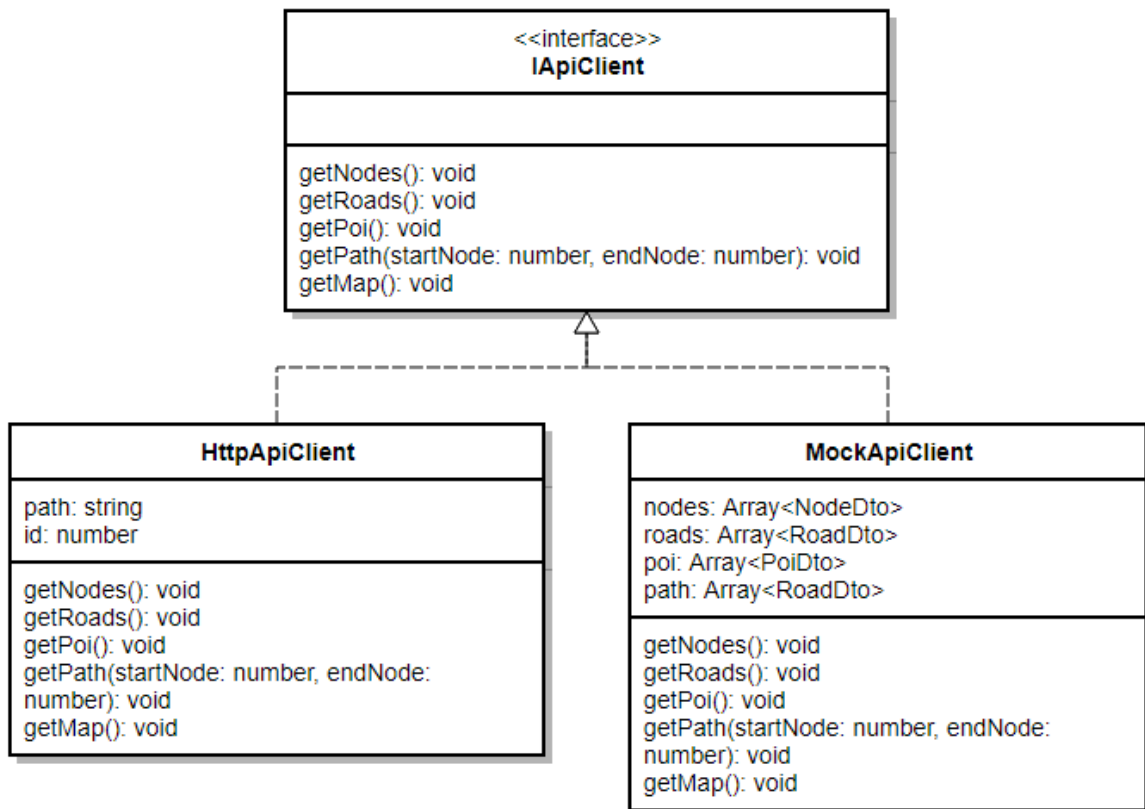 <<interface>>
IApiClient
getNodes(): void
getRoads(): void
getPoi(): void
getPath(startNode: number, endNode: number): void
getMap(): void
HttpApiClient
path: string
id: number
getNodes(): void
getRoads(): void
getPoi(): void
getPath(startNode: number, endNode:
number): void
getMap(): void
MockApiClient
nodes: Array<NodeDto>
roads: Array<RoadDto>
poi: Array<PoiDto>
path: Array<RoadDto>
getNodes(): void
getRoads(): void
getPoi(): void
getPath(startNode: number, endNode:
number): void
getMap(): void